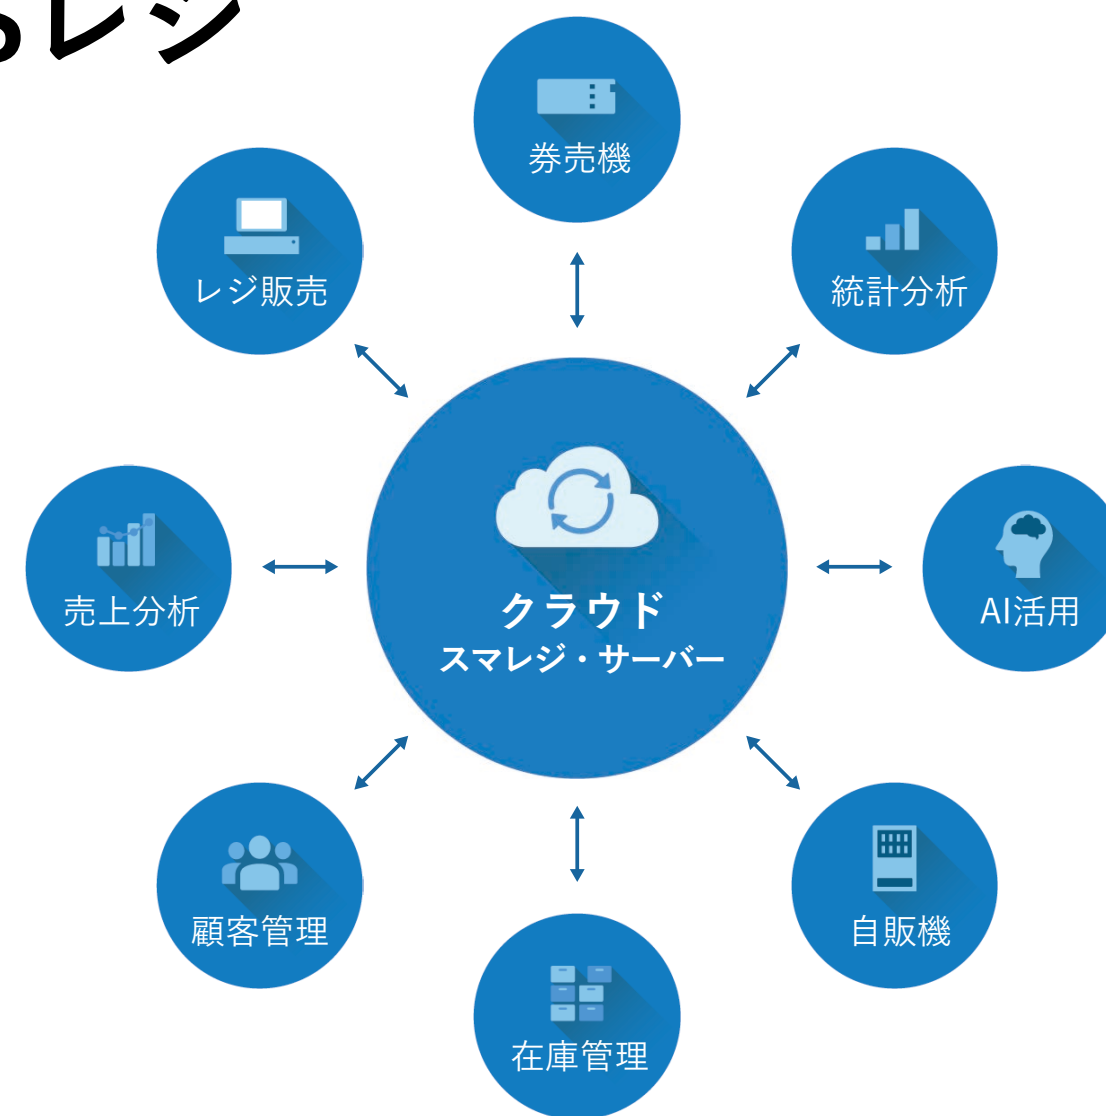 レジ
券売機
レジ販売
統計分析
売上分析
クラウド
スマレジ・サーバー
AI活用
顧客管理
自販機
在庫管理